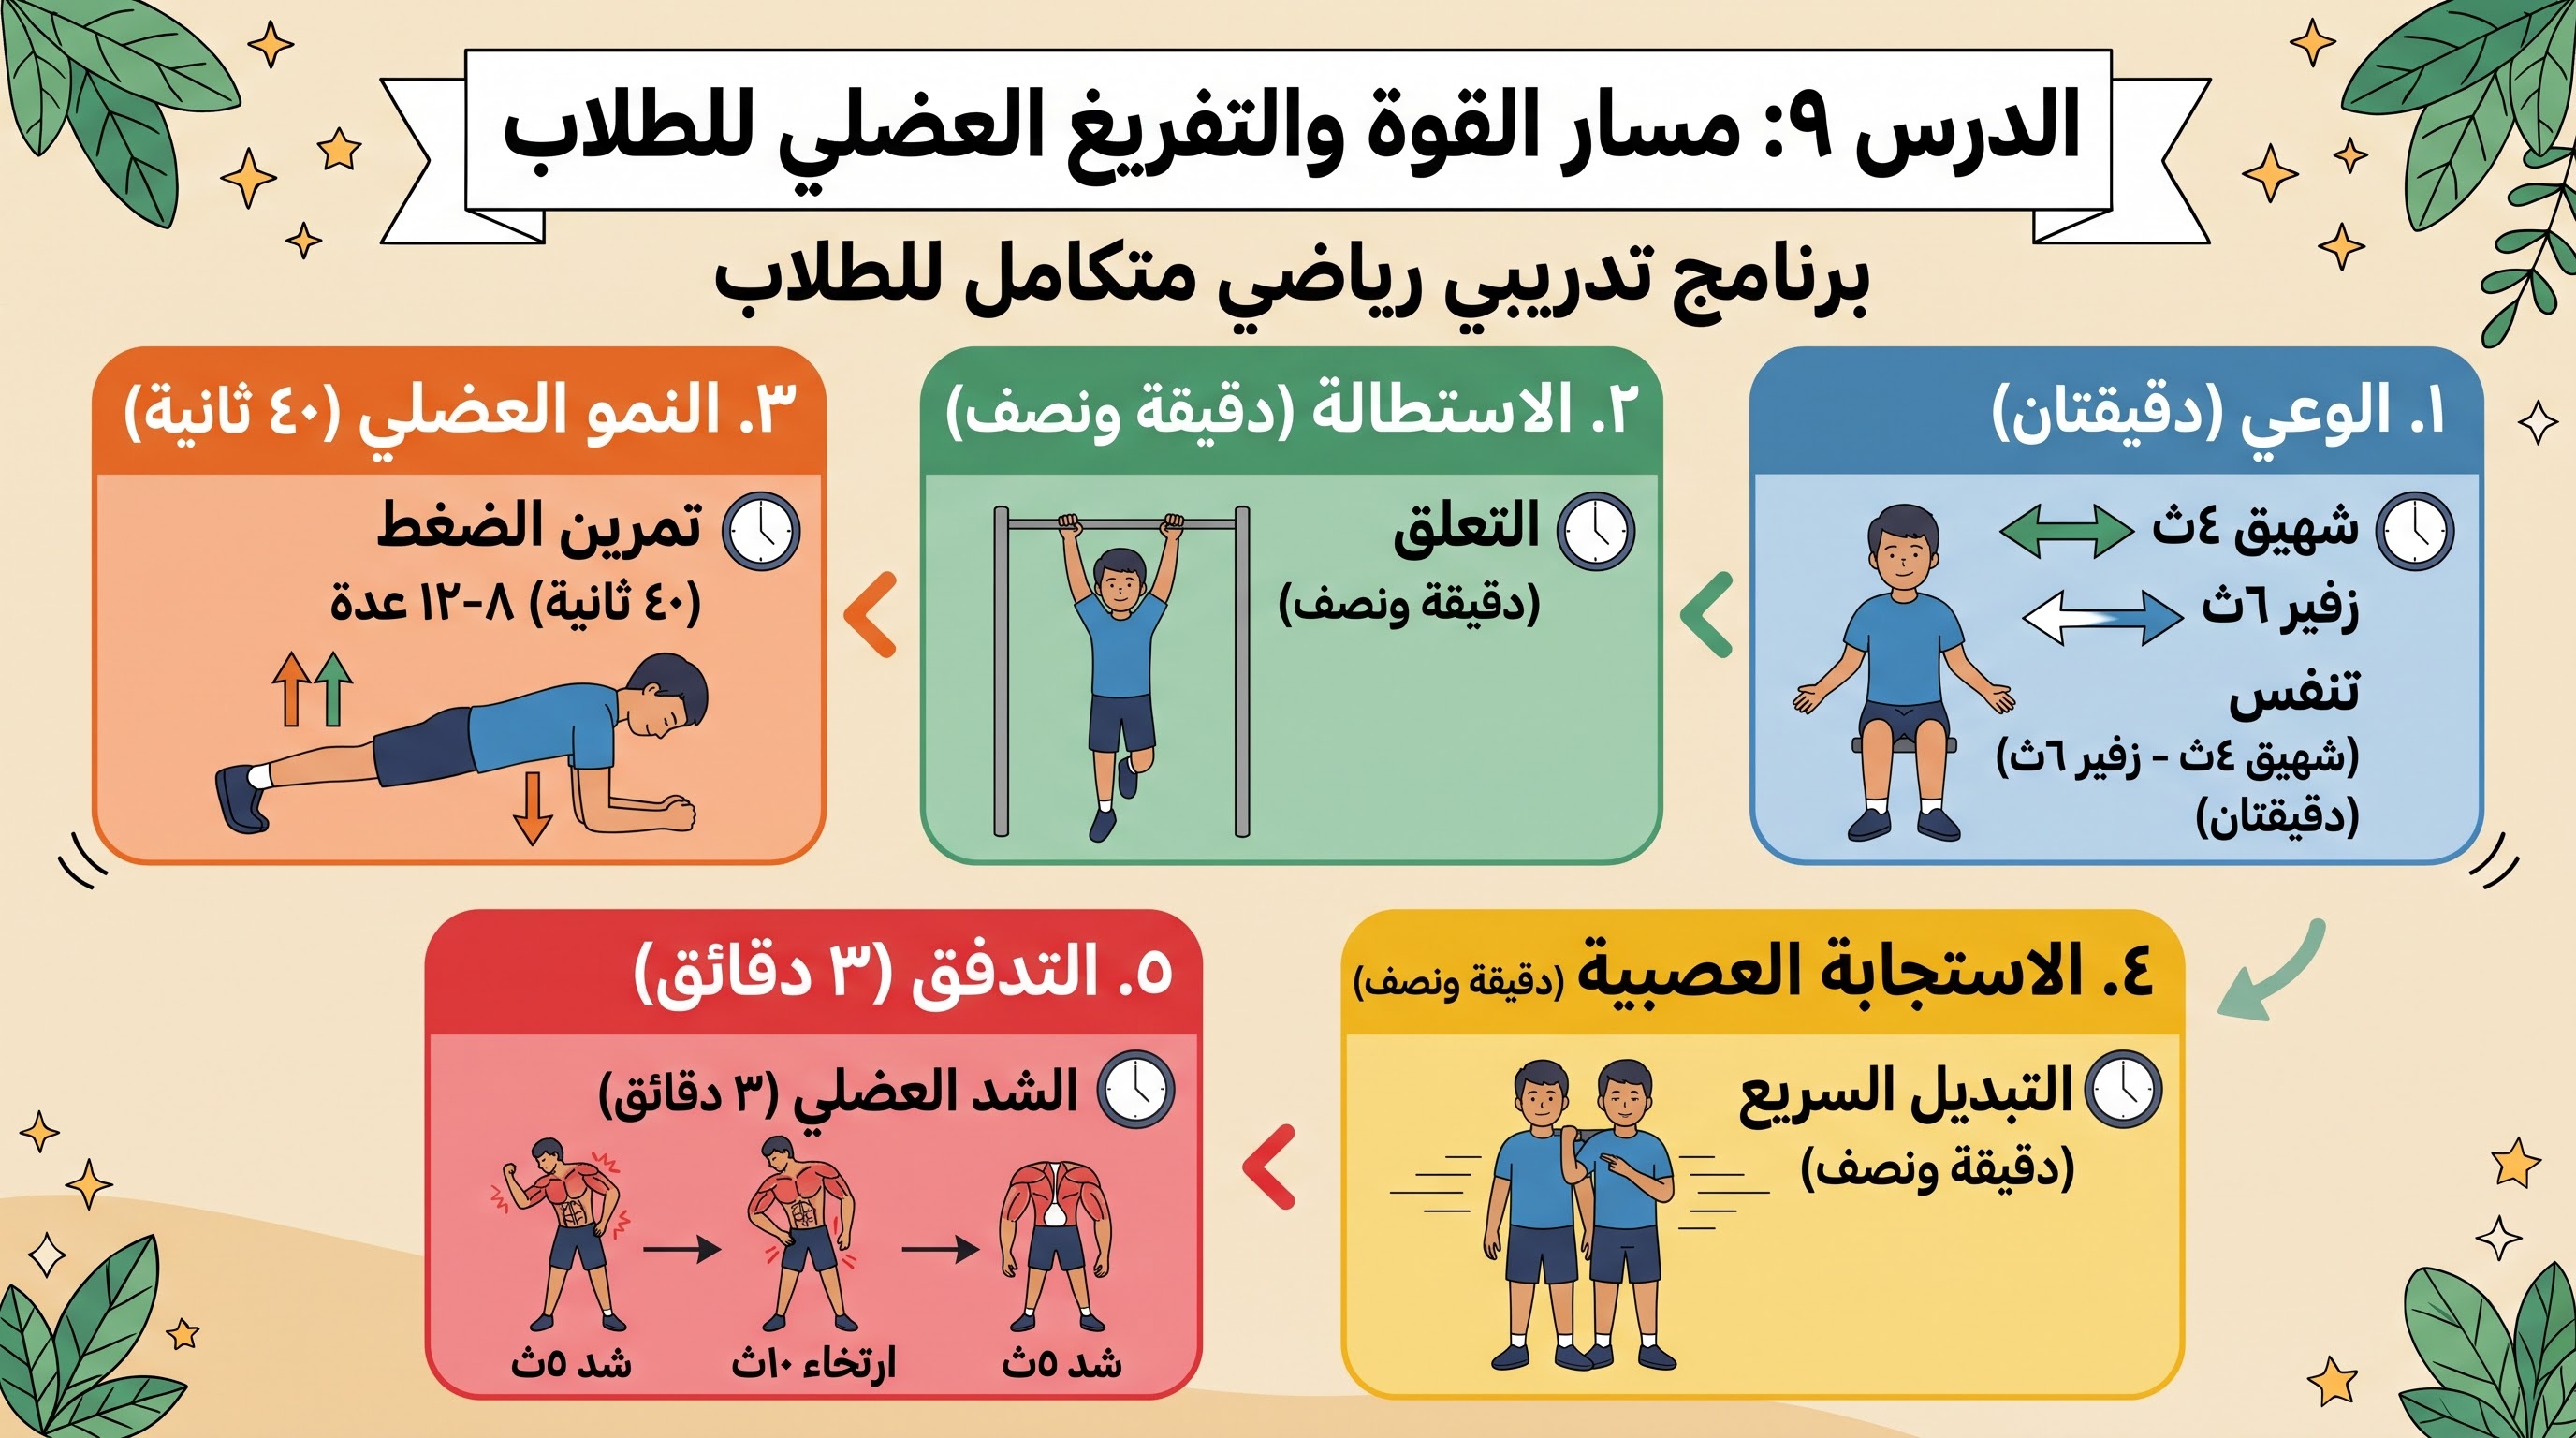 الدرس ٩: مسار القوة والتفريغ العضلي للطلاب
برنامج تدريبي رياضي متكامل للطلاب
١. الوعي (دقيقتان)
شهيق ٤ث
زفير ٦ث
تنفس
(شهيق ٤ث - زفير ٦ث)
(دقيقتان)
٢. الاستطالة (دقيقة ونصف)
التعلق
(دقيقة ونصف)
٣. النمو العضلي (٤٠ ثانية)
تمرين الضغط
(٤٠ ثانية) ٨-١٢ عدة
٤. الاستجابة العصبية (دقيقة ونصف)
التبديل السريع
(دقيقة ونصف)
٥. التدفق (٣ دقائق)
الشد العضلي (٣ دقائق)
شد ٥ث
ارتخاء ١٠ث
شد ٥ث